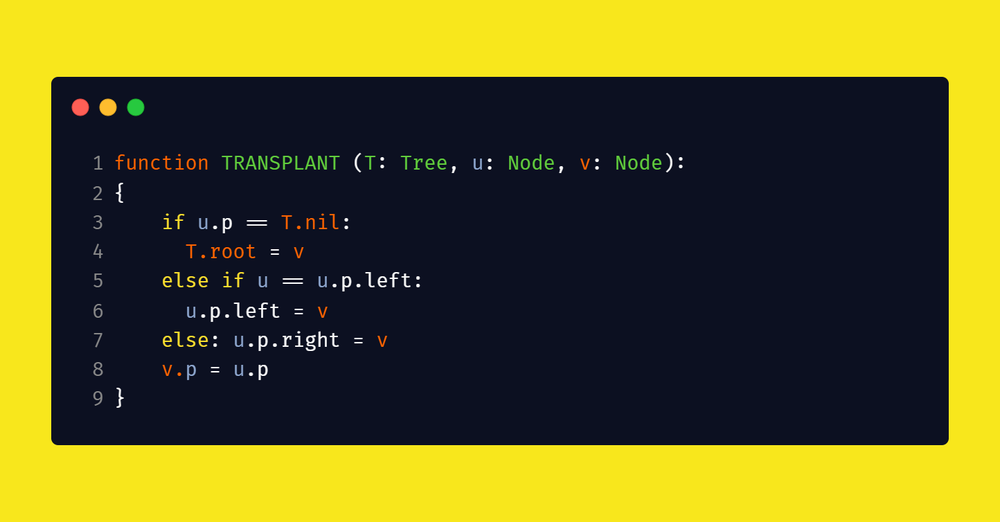 1 function TRANSPLANT (T: Tree, u: Node, v: Node):
2 {
3     if u.p == T.nil:
4       T.root = v
5     else if u == u.p.left:
6       u.p.left = v
7     else: u.p.right = v
8     v.p = u.p
9 }